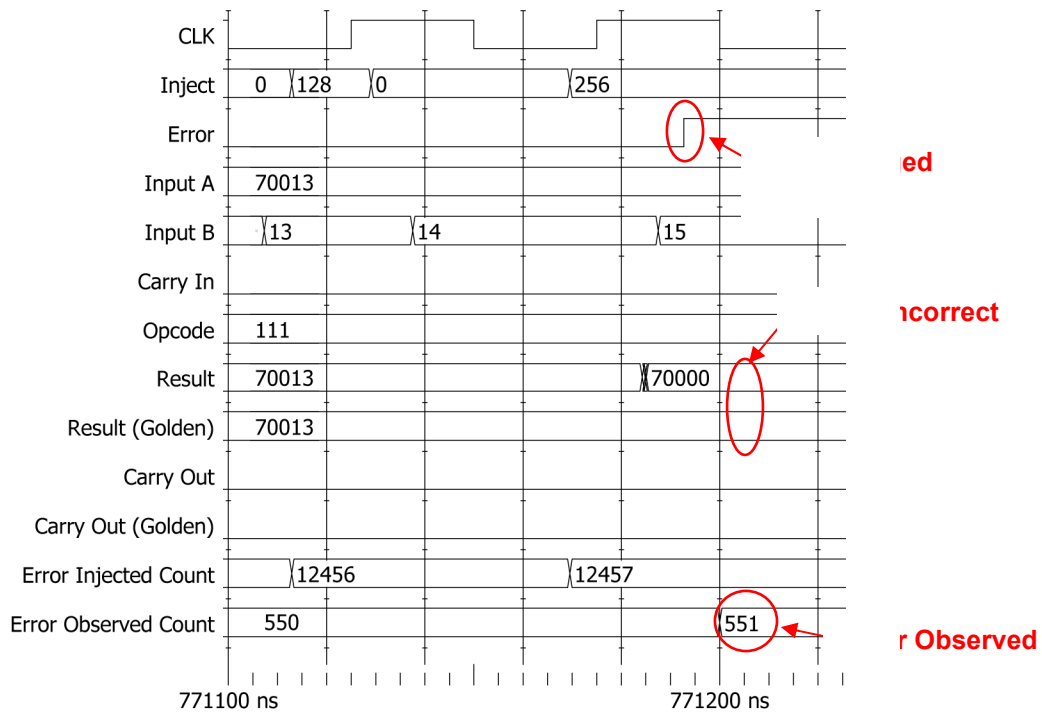 CLK
Inject 0 128 0 256
Error
Input A 70013
Input B 13 14 15
Carry In
Opcode 111
Result 70013 70000
Result (Golden) 70013
Carry Out
Carry Out (Golden)
Error Injected Count 12456 12457
Error Observed Count 550 551
Observed
771100 ns 771200 ns